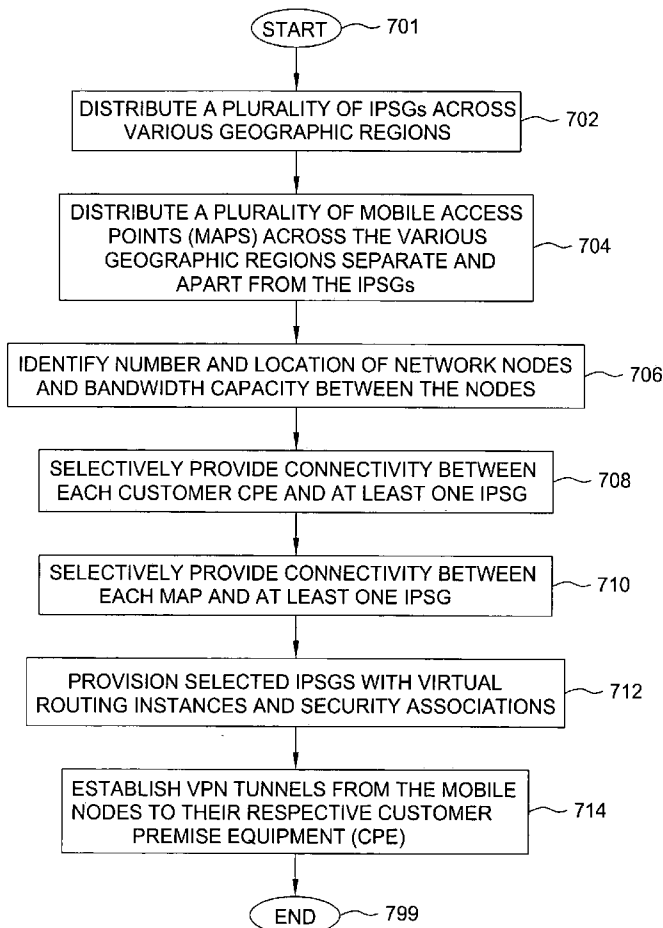 START
701
DISTRIBUTE A PLURALITY OF IPSGs ACROSS
VARIOUS GEOGRAPHIC REGIONS
702
DISTRIBUTE A PLURALITY OF MOBILE ACCESS
POINTS (MAPS) ACROSS THE VARIOUS
GEOGRAPHIC REGIONS SEPARATE AND
APART FROM THE IPSGs
704
IDENTIFY NUMBER AND LOCATION OF NETWORK NODES
AND BANDWIDTH CAPACITY BETWEEN THE NODES
706
SELECTIVELY PROVIDE CONNECTIVITY BETWEEN
EACH CUSTOMER CPE AND AT LEAST ONE IPSG
708
SELECTIVELY PROVIDE CONNECTIVITY BETWEEN
EACH MAP AND AT LEAST ONE IPSG
710
PROVISION SELECTED IPSGS WITH VIRTUAL
ROUTING INSTANCES AND SECURITY ASSOCIATIONS
712
ESTABLISH VPN TUNNELS FROM THE MOBILE
NODES TO THEIR RESPECTIVE CUSTOMER
PREMISE EQUIPMENT (CPE)
714
END
799